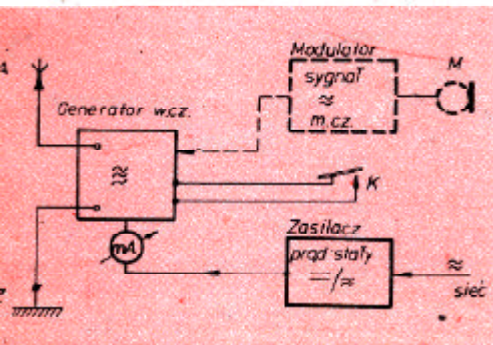 Modulator
M
A
sygnał
≈
m.cz.
Generator w.cz.
K
mA
Zasilacz
prąd stały
=/≈
≈
sieć